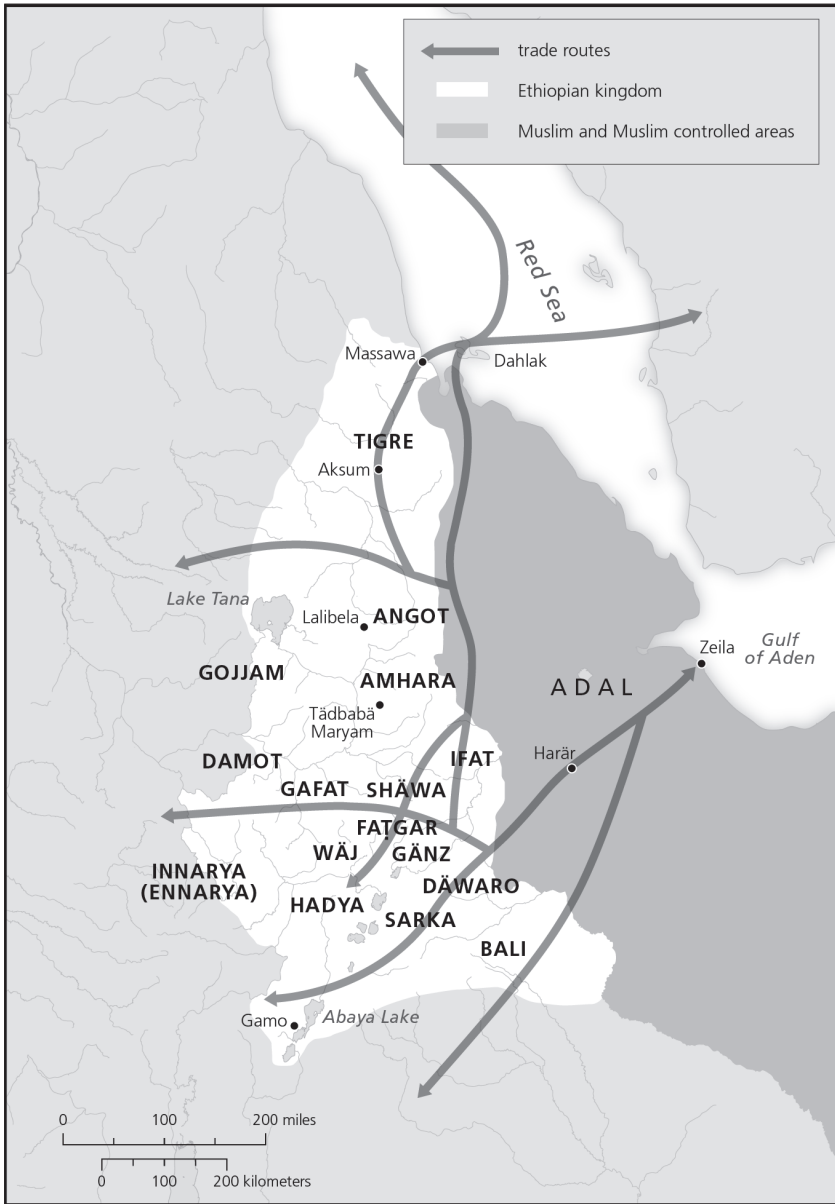 trade routes
Ethiopian kingdom
Muslim and Muslim controlled areas
Red Sea
Massawa
Dahlak
TIGRE
Aksum
Lake Tana
Lalibela
ANGOT
Zeila
Gulf
of Aden
GOJJAM
AMHARA
ADAL
Tädbabä
Maryam
DAMOT
IFAT
Harär
GAFAT
SHÄWA
FAṬGAR
WÄJ
GÄNZ
INNARYA
(ENNARYA)
DÄWARO
HADYA
SARKA
BALI
Gamo
Abaya Lake
0 100 200 miles
0 100 200 kilometers